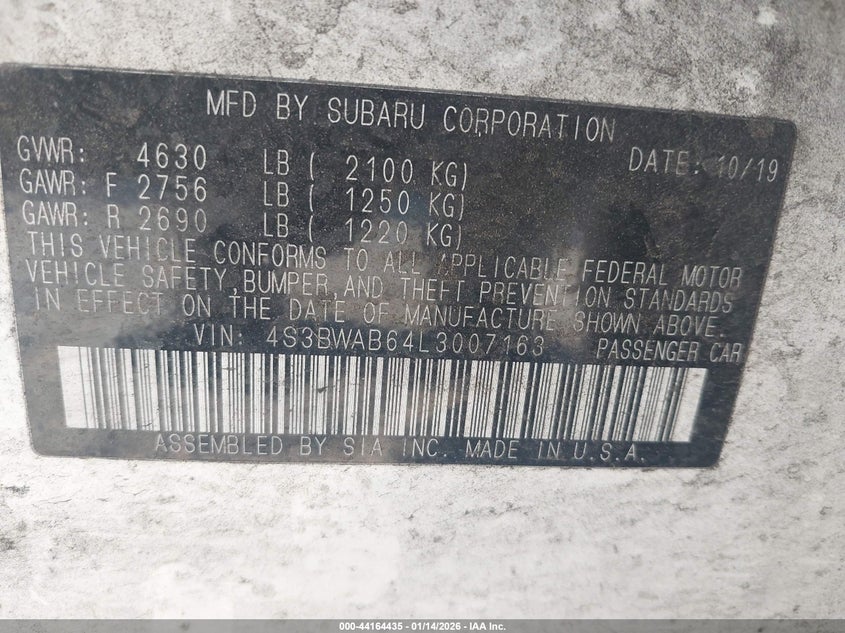 MFD BY SUBARU CORPORATION
GVWR: 4630 LB ( 2100 KG) DATE: 10/19
GAWR: F 2756 LB ( 1250 KG)
GAWR: R 2690 LB ( 1220 KG)
THIS VEHICLE CONFORMS TO ALL APPLICABLE FEDERAL MOTOR
VEHICLE SAFETY, BUMPER, AND THEFT PREVENTION STANDARDS
IN EFFECT ON THE DATE OF MANUFACTURE SHOWN ABOVE.
VIN: 4S3BWAB64L3007163 PASSENGER CAR
ASSEMBLED BY SIA INC. MADE IN U.S.A.
000-44164435 - 01/14/2026 - IAA Inc.